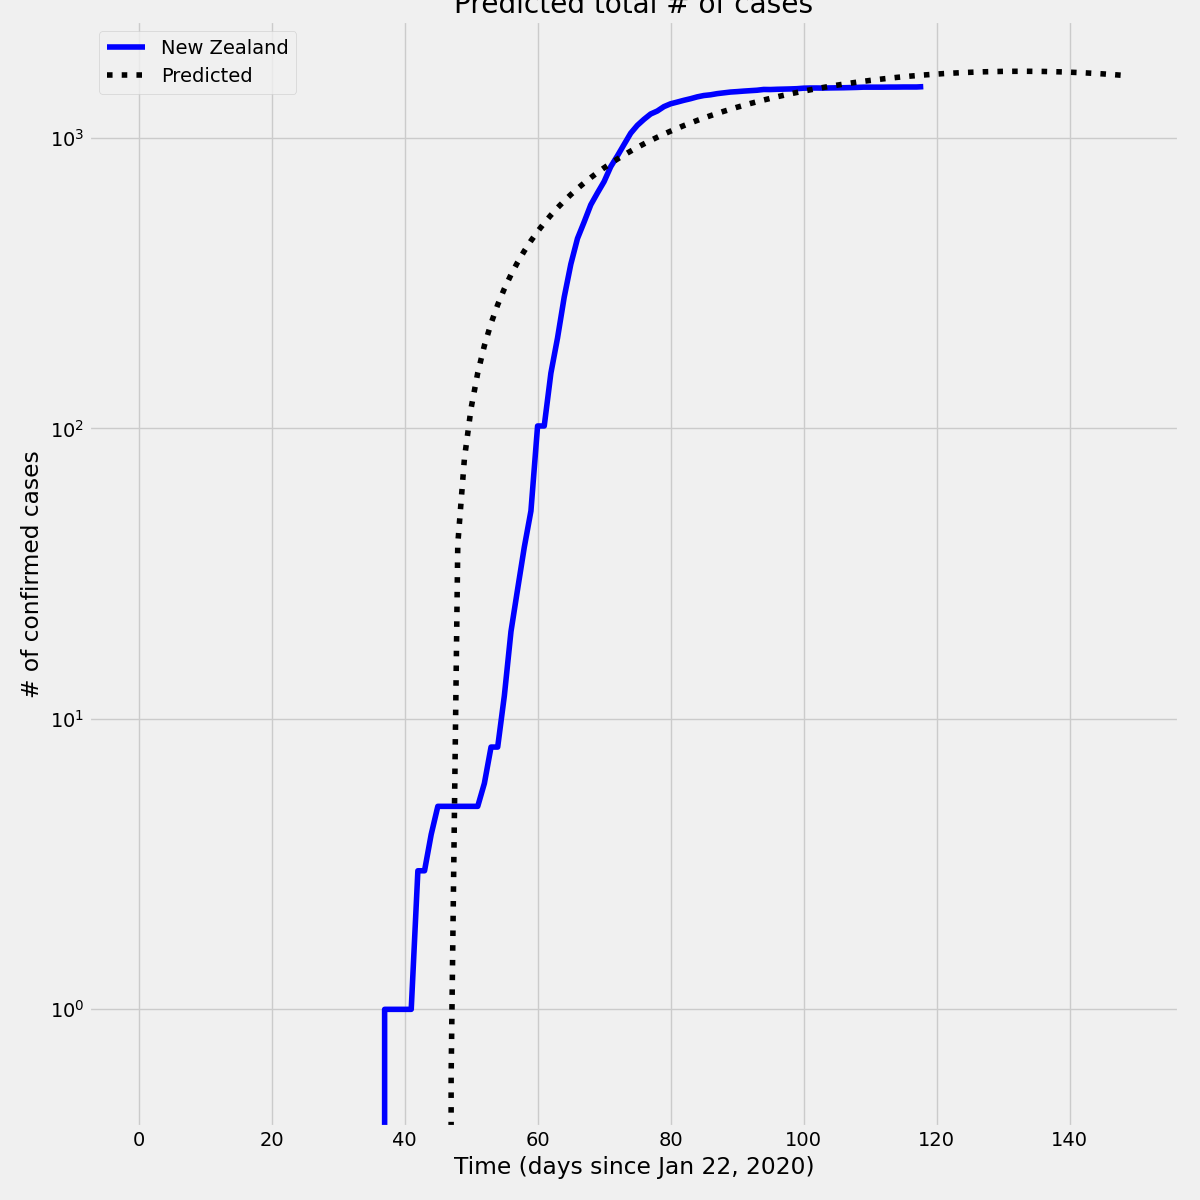 Predicted total # of cases
New Zealand
Predicted
10³
10²
10¹
10⁰
# of confirmed cases
0 20 40 60 80 100 120 140
Time (days since Jan 22, 2020)